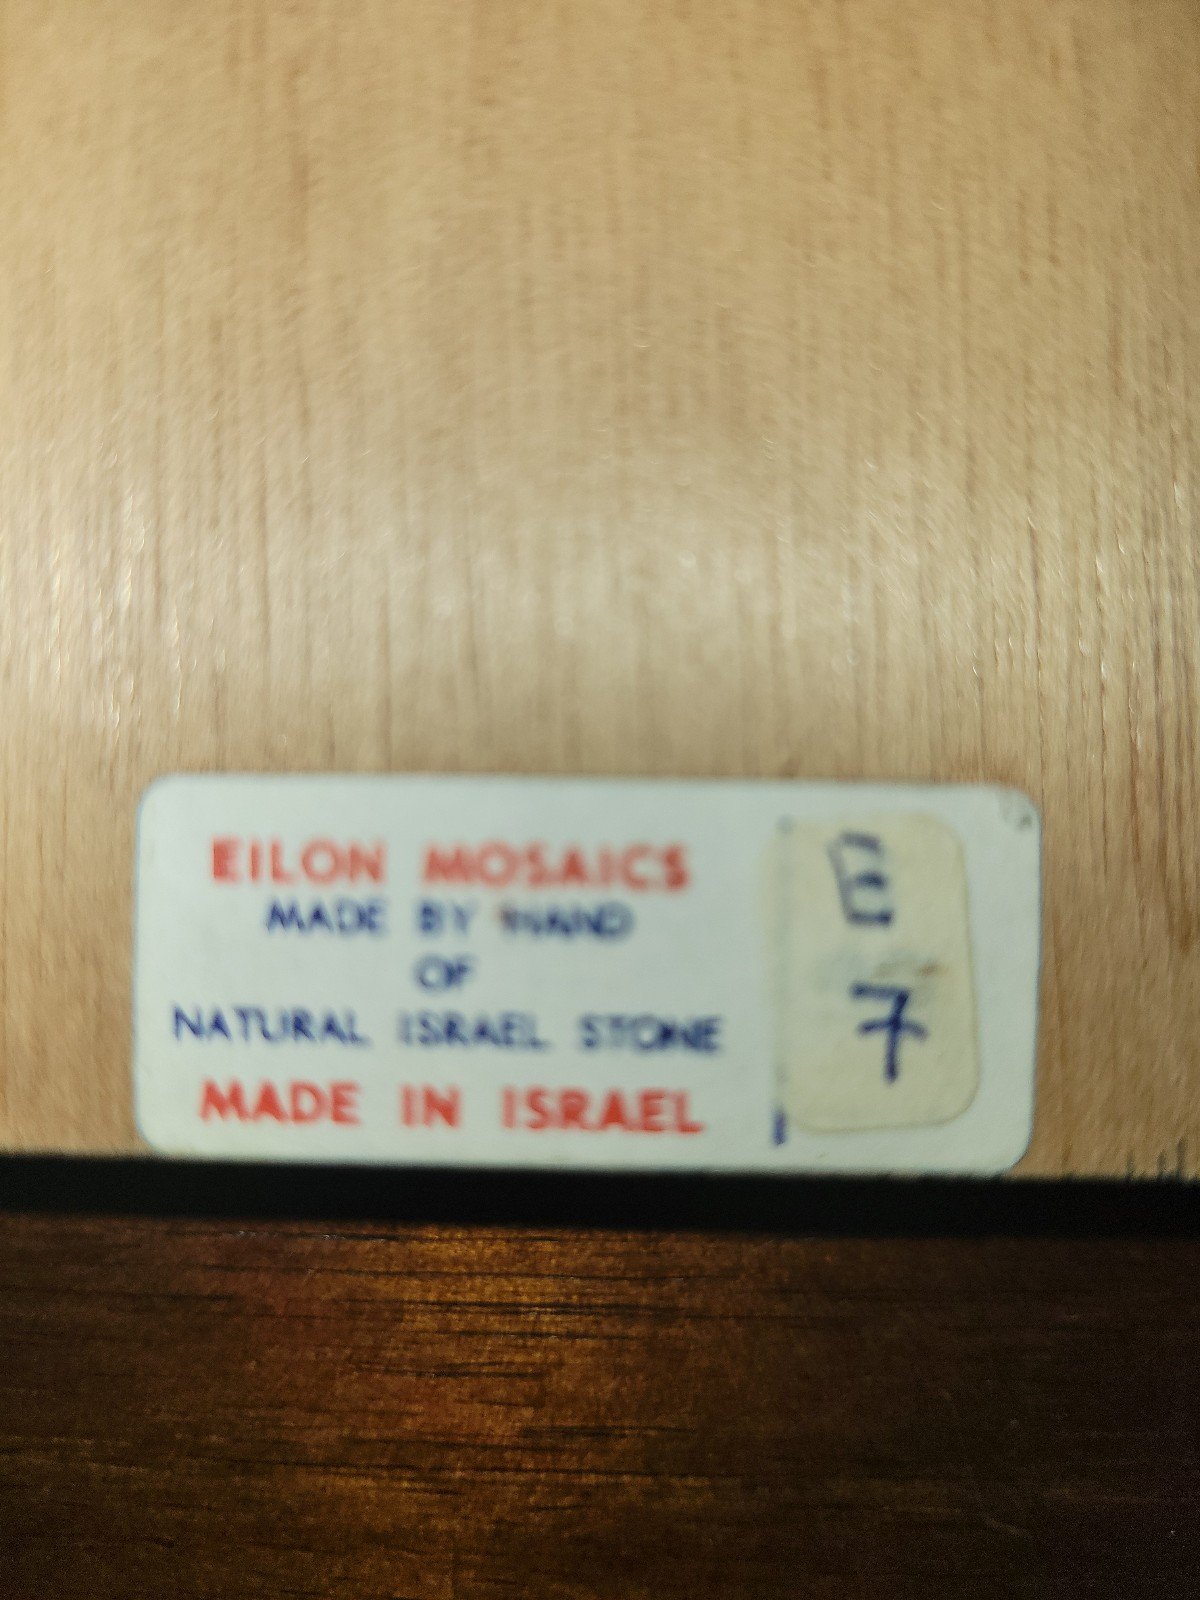 EILON MOSAICS
MADE BY HAND
OF
NATURAL ISRAEL STONE
MADE IN ISRAEL
E
7